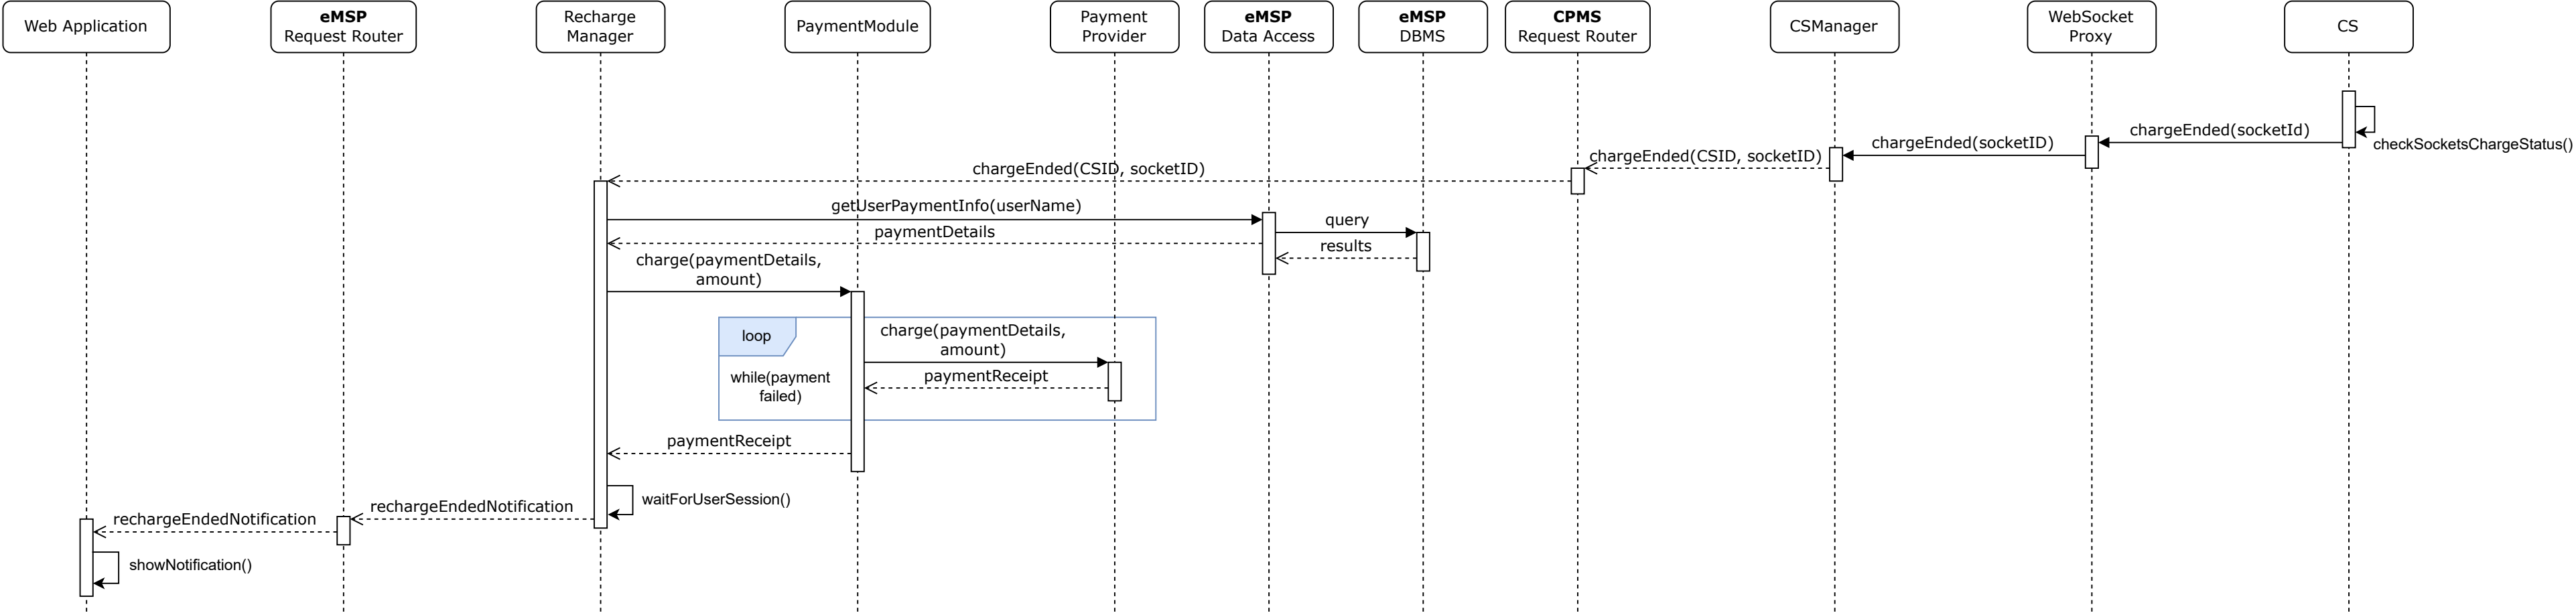 Web Application
eMSP
Request Router
Recharge
Manager
PaymentModule
Payment
Provider
eMSP
Data Access
eMSP
DBMS
CPMS
Request Router
CSManager
WebSocket
Proxy
CS
checkSocketsChargeStatus()
chargeEnded(socketId)
chargeEnded(socketID)
chargeEnded(CSID, socketID)
chargeEnded(CSID, socketID)
getUserPaymentInfo(userName)
query
results
paymentDetails
charge(paymentDetails,
amount)
loop
while(payment
failed)
charge(paymentDetails,
amount)
paymentReceipt
paymentReceipt
waitForUserSession()
rechargeEndedNotification
rechargeEndedNotification
showNotification()